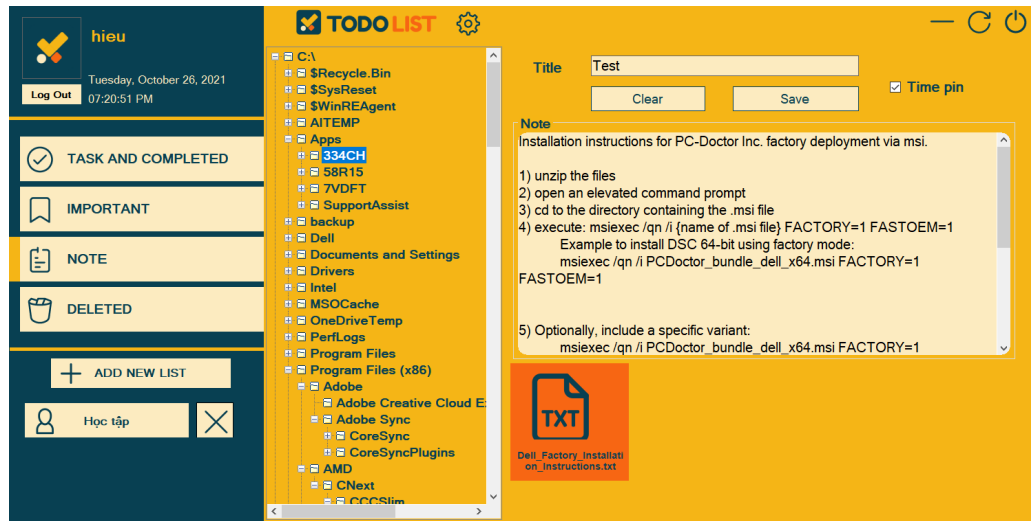 hieu
Tuesday, October 26, 2021
Log Out
07:20:51 PM
TASK AND COMPLETED
IMPORTANT
NOTE
DELETED
ADD NEW LIST
Học tập
TODO LIST
C:\
$Recycle.Bin
$SysReset
$WinREAgent
AITEMP
Apps
334CH
58R15
7VDFT
SupportAssist
backup
Dell
Documents and Settings
Drivers
Intel
MSOCache
OneDriveTemp
PerfLogs
Program Files
Program Files (x86)
Adobe
Adobe Creative Cloud E
Adobe Sync
CoreSync
CoreSyncPlugins
AMD
CNext
CCCSlim
Title
Test
Clear
Save
Time pin
Note
Installation instructions for PC-Doctor Inc. factory deployment via msi.
1) unzip the files
2) open an elevated command prompt
3) cd to the directory containing the .msi file
4) execute: msiexec /qn /i {name of .msi file} FACTORY=1 FASTOEM=1
Example to install DSC 64-bit using factory mode:
msiexec /qn /i PCDoctor_bundle_dell_x64.msi FACTORY=1
FASTOEM=1
5) Optionally, include a specific variant:
msiexec /qn /i PCDoctor_bundle_dell_x64.msi FACTORY=1
TXT
Dell_Factory_Installati
on_Instructions.txt